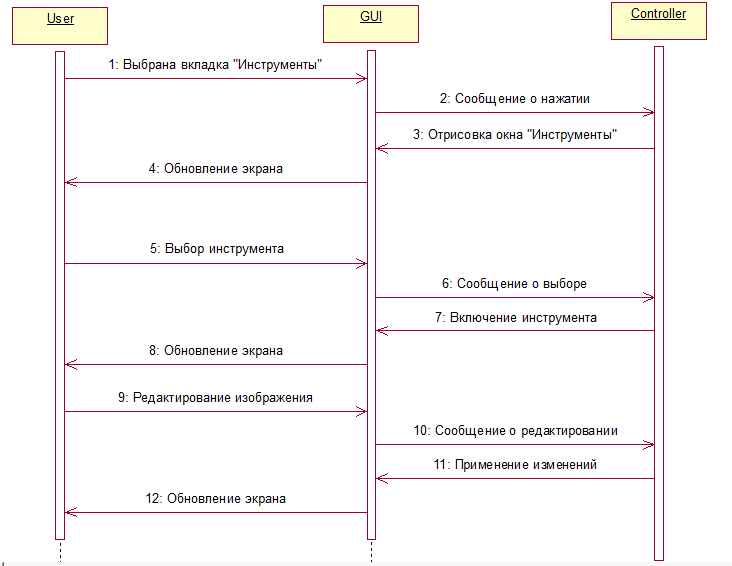 User
GUI
Controller
1: Выбрана вкладка "Инструменты"
2: Сообщение о нажатии
3: Отрисовка окна "Инструменты"
4: Обновление экрана
5: Выбор инструмента
6: Сообщение о выборе
7: Включение инструмента
8: Обновление экрана
9: Редактирование изображения
10: Сообщение о редактировании
11: Применение изменений
12: Обновление экрана